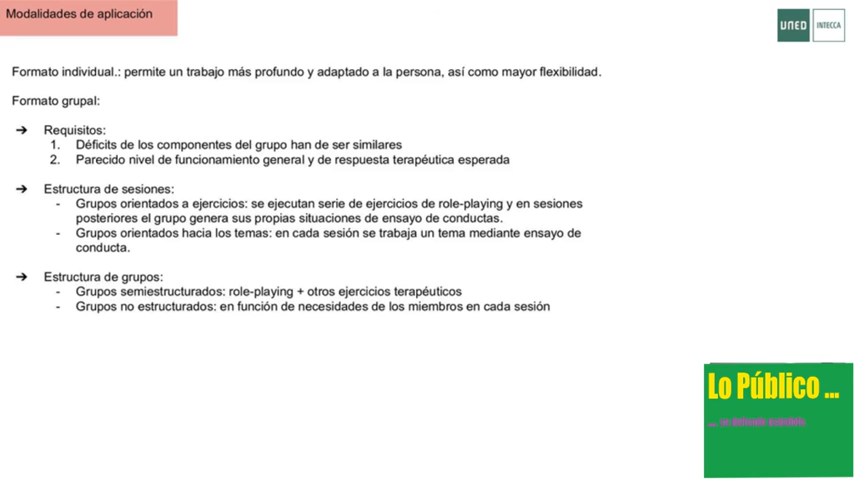 Modalidades de aplicación
UNED INTECCA
Formato individual.: permite un trabajo más profundo y adaptado a la persona, así como mayor flexibilidad.
Formato grupal:
➔ Requisitos:
1. Déficits de los componentes del grupo han de ser similares
2. Parecido nivel de funcionamiento general y de respuesta terapéutica esperada
➔ Estructura de sesiones:
- Grupos orientados a ejercicios: se ejecutan serie de ejercicios de role-playing y en sesiones
posteriores el grupo genera sus propias situaciones de ensayo de conductas.
- Grupos orientados hacia los temas: en cada sesión se trabaja un tema mediante ensayo de
conducta.
➔ Estructura de grupos:
- Grupos semiestructurados: role-playing + otros ejercicios terapéuticos
- Grupos no estructurados: en función de necesidades de los miembros en cada sesión
Lo Público ...